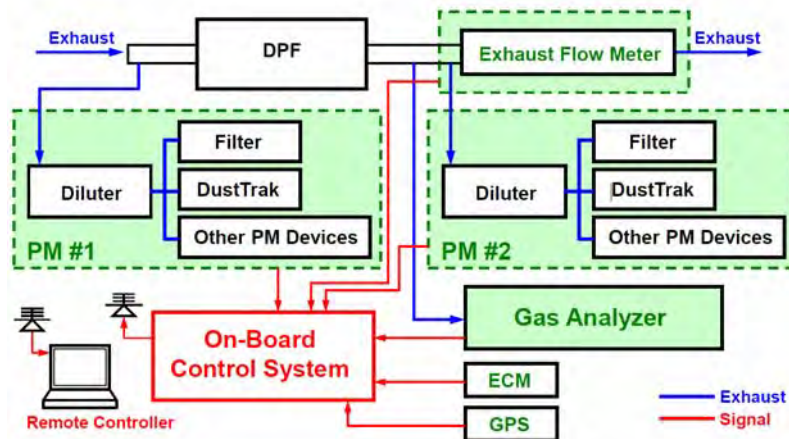 Exhaust
DPF
Exhaust Flow Meter
Exhaust
Filter
Diluter
DustTrak
Other PM Devices
PM #1
Filter
Diluter
DustTrak
Other PM Devices
PM #2
On-Board
Control System
Gas Analyzer
ECM
GPS
Remote Controller
Exhaust
Signal